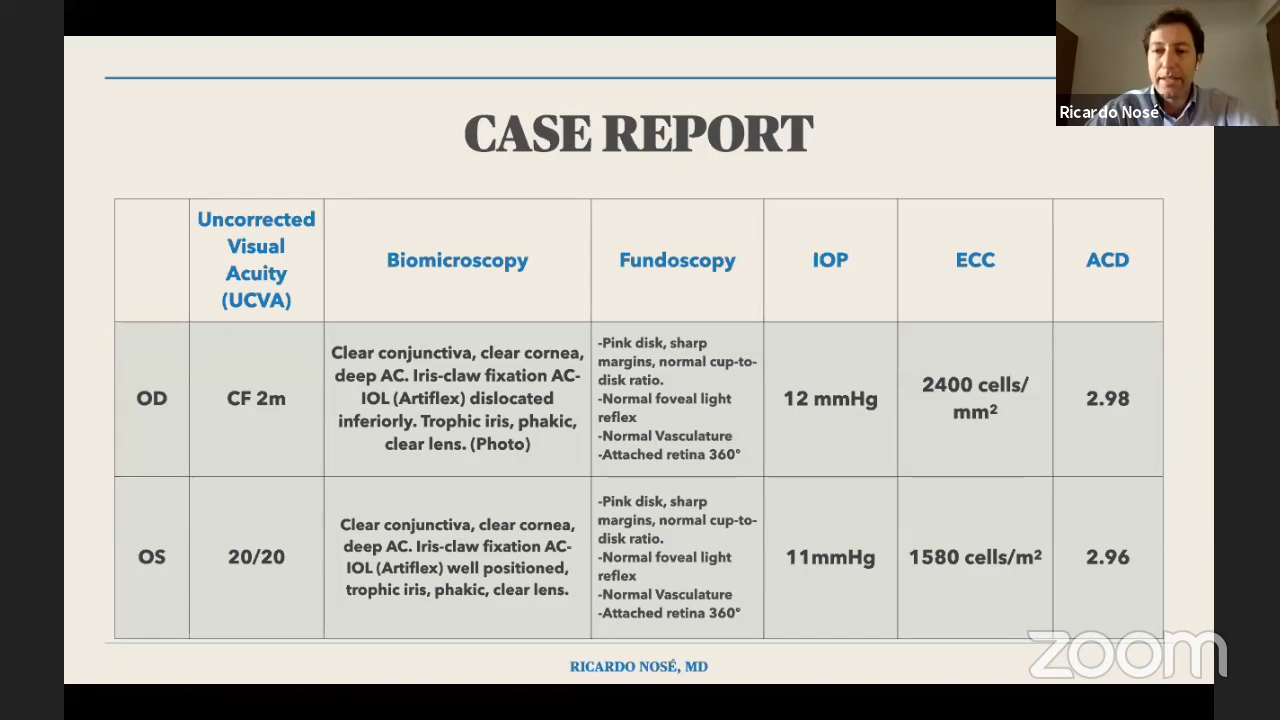 Ricardo Nosé
CASE REPORT
Uncorrected
Visual
Acuity
(UCVA)
Biomicroscopy
Fundoscopy
IOP
ECC
ACD
OD
CF 2m
Clear conjunctiva, clear cornea,
deep AC. Iris-claw fixation AC-
IOL (Artiflex) dislocated
inferiorly. Trophic iris, phakic,
clear lens. (Photo)
-Pink disk, sharp
margins, normal cup-to-
disk ratio.
-Normal foveal light
reflex
-Normal Vasculature
-Attached retina 360°
12 mmHg
2400 cells/
mm²
2.98
OS
20/20
Clear conjunctiva, clear cornea,
deep AC. Iris-claw fixation AC-
IOL (Artiflex) well positioned,
trophic iris, phakic, clear lens.
-Pink disk, sharp
margins, normal cup-to-
disk ratio.
-Normal foveal light
reflex
-Normal Vasculature
-Attached retina 360°
11mmHg
1580 cells/m²
2.96
RICARDO NOSÉ, MD
zoom